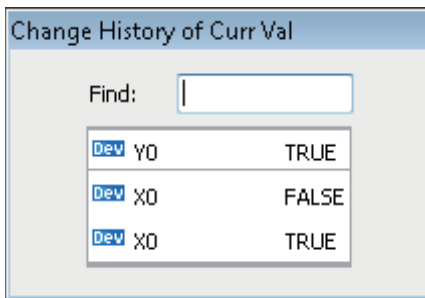 Change History of Curr Val
Find:
Dev Y0 TRUE
Dev X0 FALSE
Dev X0 TRUE